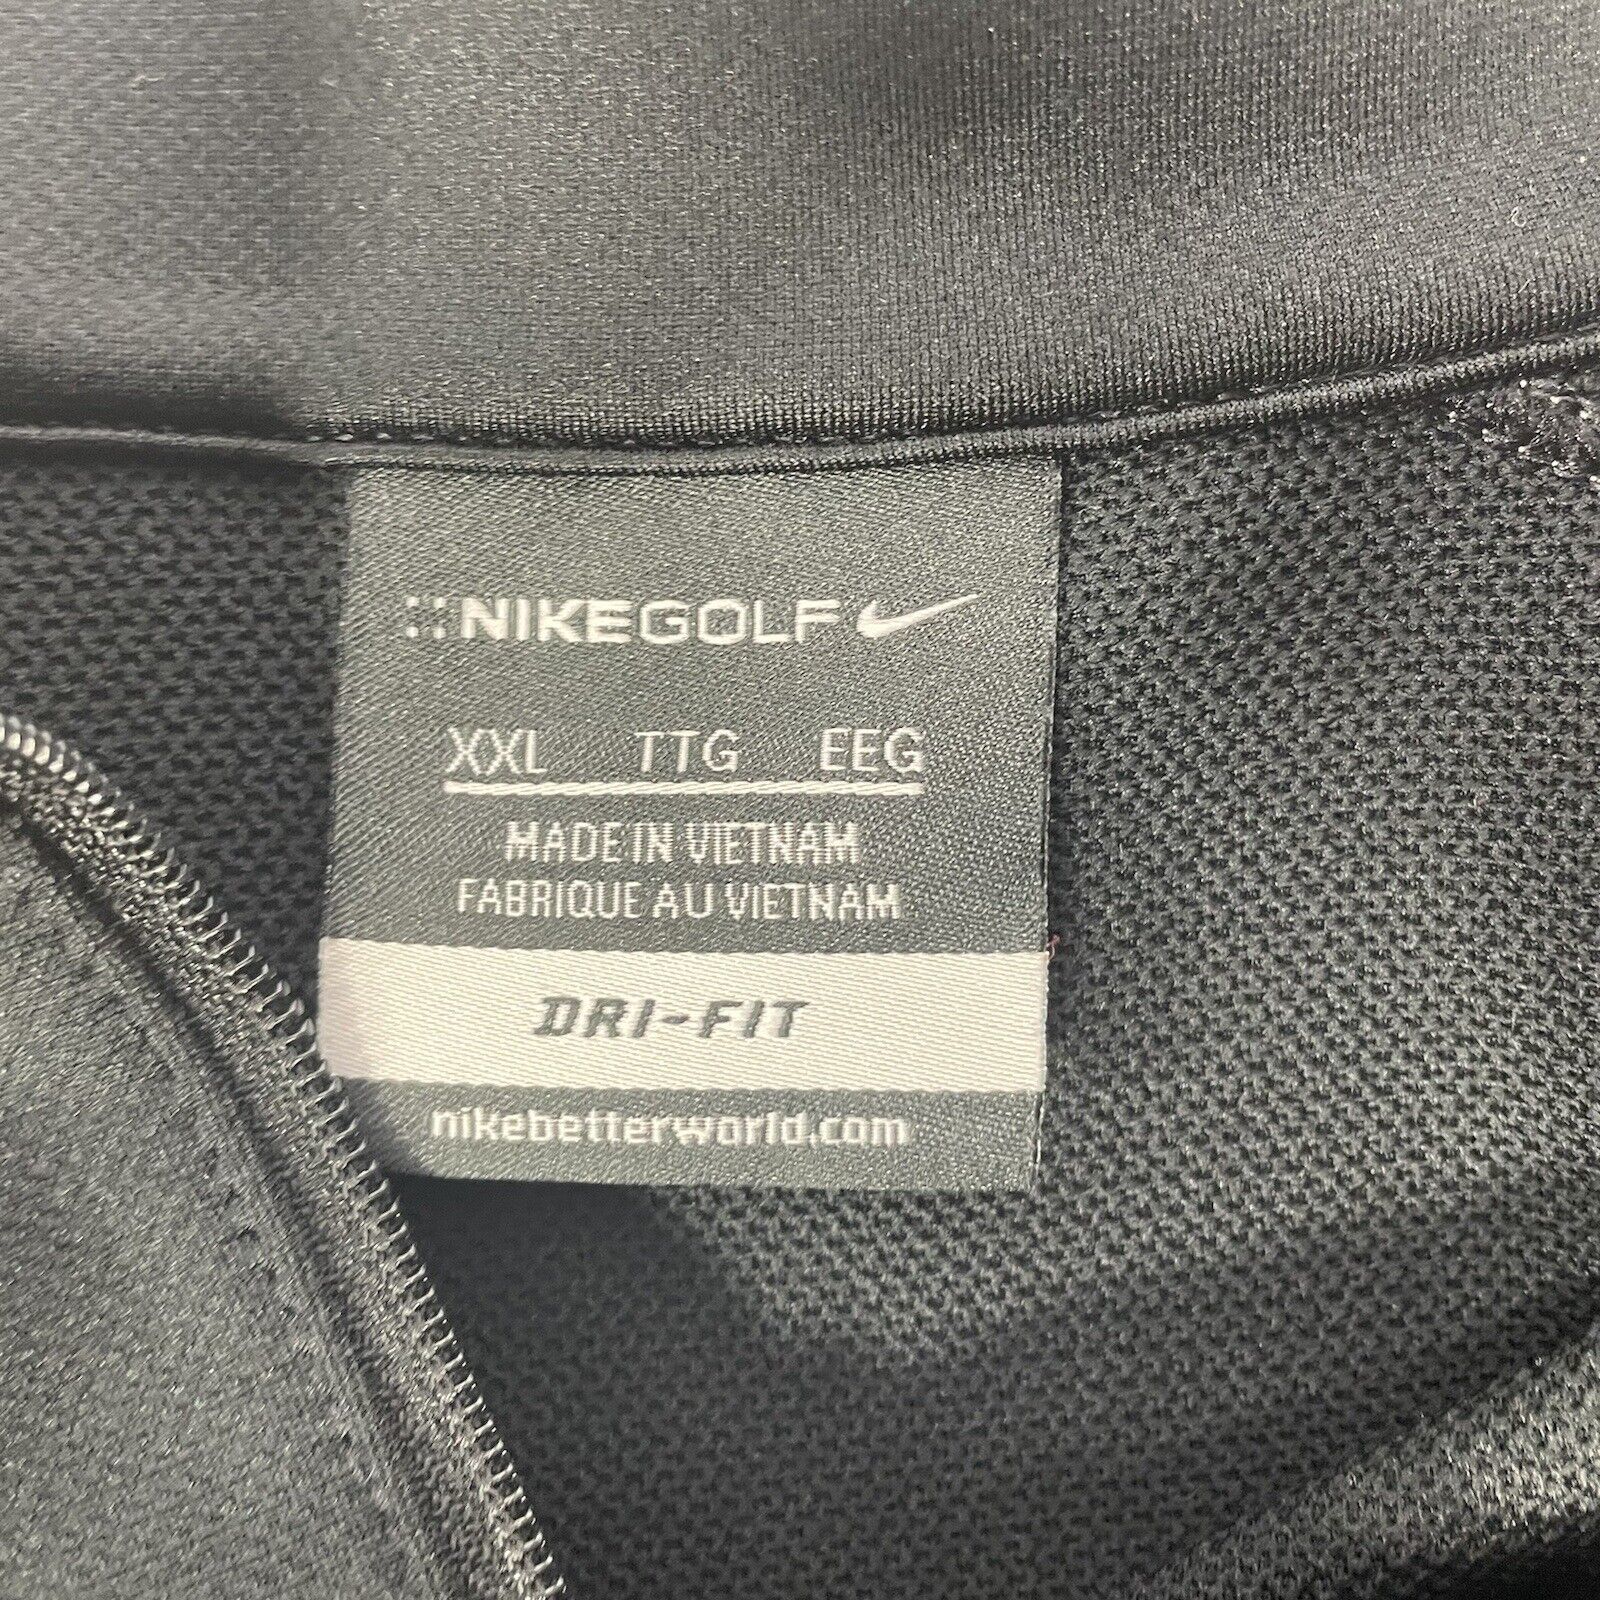 NIKEGOLF
XXL TTG EEG
MADE IN VIETNAM
FABRIQUE AU VIETNAM
DRI-FIT
nikebetterworld.com